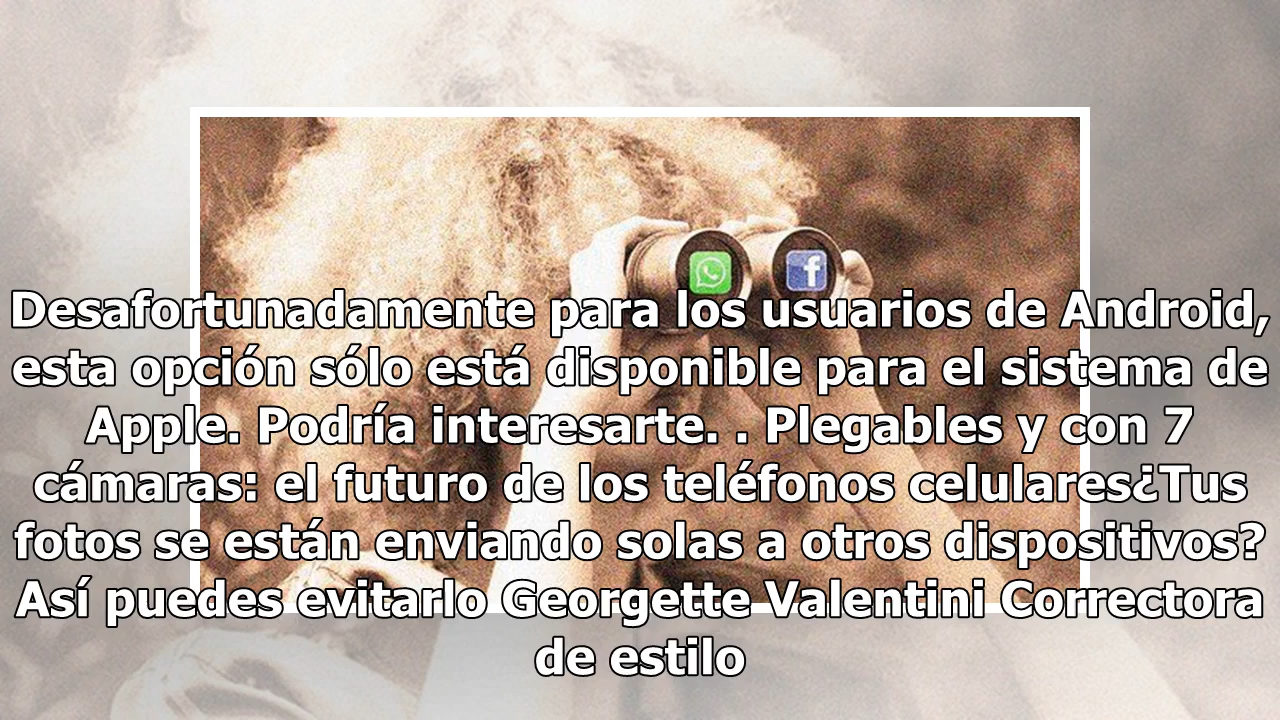 Desafortunadamente para los usuarios de Android,
esta opción sólo está disponible para el sistema de
Apple. Podría interesarte. . Plegables y con 7
cámaras: el futuro de los teléfonos celulares¿Tus
fotos se están enviando solas a otros dispositivos?
Así puedes evitarlo Georgette Valentini Correctora
de estilo